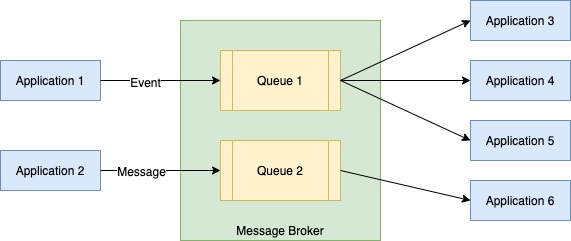 Application 1
Event
Queue 1
Application 3
Application 4
Application 5
Application 2
Message
Queue 2
Application 6
Message Broker